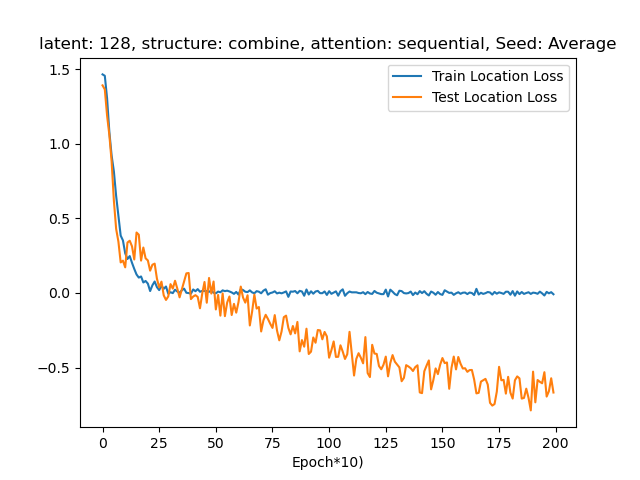 latent: 128, structure: combine, attention: sequential, Seed: Average
Train Location Loss
Test Location Loss
1.5
1.0
0.5
0.0
−0.5
0 25 50 75 100 125 150 175 200
Epoch*10)